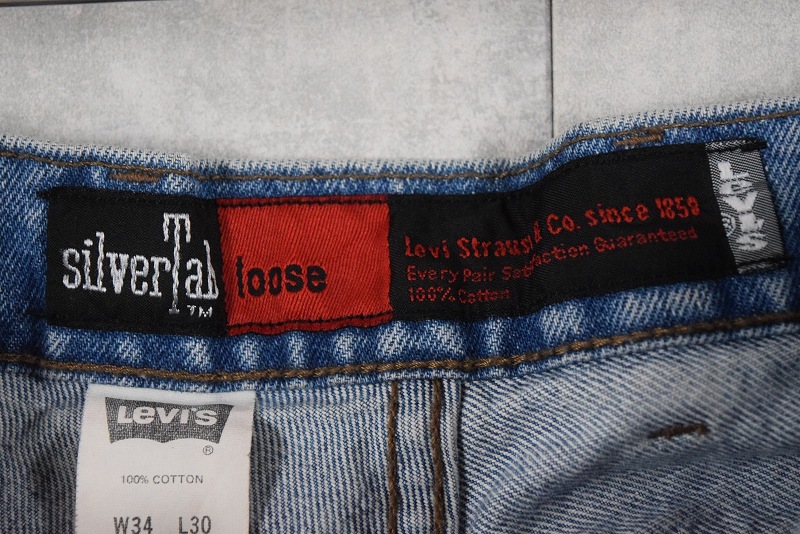 silverTab
TM
loose
Levi Strauss & Co. since 1850
Every Pair Satisfaction Guaranteed
100% Cotton
LEVI'S
®
Levi's
®
100% COTTON
W34 L30